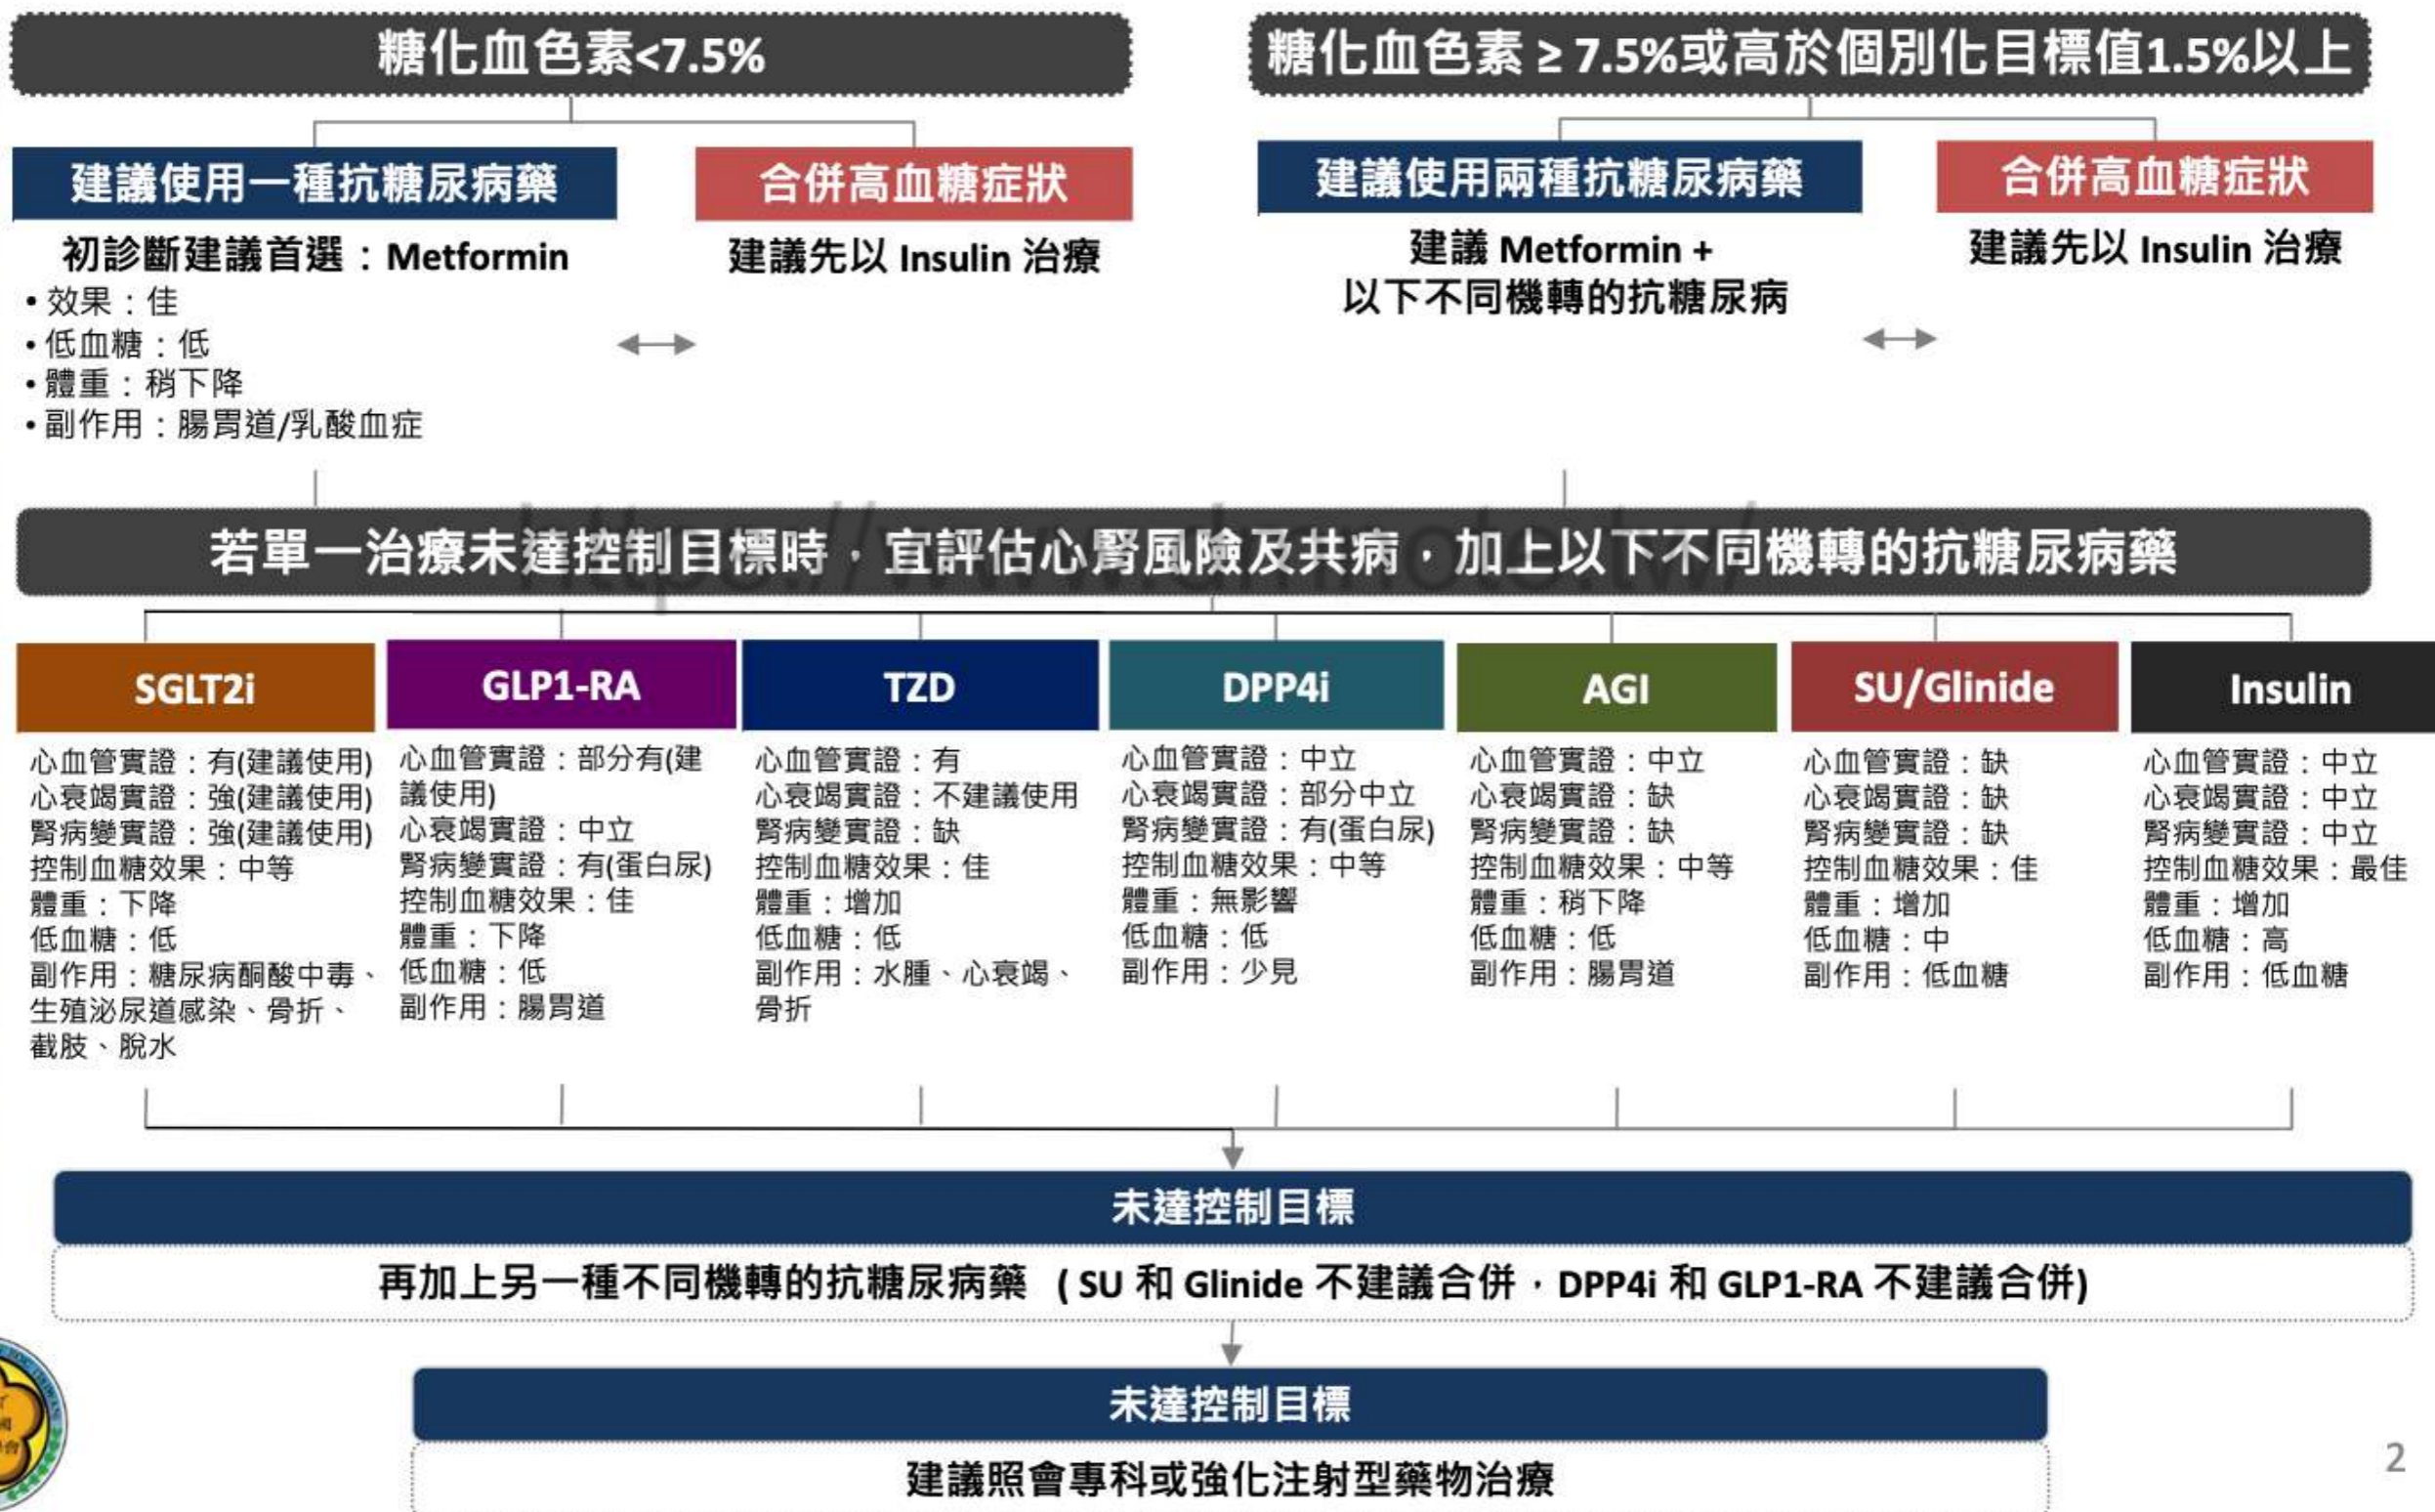 糖化血色素<7.5%
糖化血色素 ≥ 7.5%或高於個別化目標值1.5%以上
建議使用一種抗糖尿病藥
合併高血糖症狀
建議使用兩種抗糖尿病藥
合併高血糖症狀
初診斷建議首選：Metformin
• 效果：佳
• 低血糖：低
• 體重：稍下降
• 副作用：腸胃道/乳酸血症
建議先以 Insulin 治療
建議 Metformin +
以下不同機轉的抗糖尿病
建議先以 Insulin 治療
https://www.dmnote.tw/
若單一治療未達控制目標時，宜評估心腎風險及共病，加上以下不同機轉的抗糖尿病藥
SGLT2i
心血管實證：有(建議使用)
心衰竭實證：強(建議使用)
腎病變實證：強(建議使用)
控制血糖效果：中等
體重：下降
低血糖：低
副作用：糖尿病酮酸中毒、
生殖泌尿道感染、骨折、
截肢、脫水
GLP1-RA
心血管實證：部分有(建
議使用)
心衰竭實證：中立
腎病變實證：有(蛋白尿)
控制血糖效果：佳
體重：下降
低血糖：低
副作用：腸胃道
TZD
心血管實證：有
心衰竭實證：不建議使用
腎病變實證：缺
控制血糖效果：佳
體重：增加
低血糖：低
副作用：水腫、心衰竭、
骨折
DPP4i
心血管實證：中立
心衰竭實證：部分中立
腎病變實證：有(蛋白尿)
控制血糖效果：中等
體重：無影響
低血糖：低
副作用：少見
AGI
心血管實證：中立
心衰竭實證：缺
腎病變實證：缺
控制血糖效果：中等
體重：稍下降
低血糖：低
副作用：腸胃道
SU/Glinide
心血管實證：缺
心衰竭實證：缺
腎病變實證：缺
控制血糖效果：佳
體重：增加
低血糖：中
副作用：低血糖
Insulin
心血管實證：中立
心衰竭實證：中立
腎病變實證：中立
控制血糖效果：最佳
體重：增加
低血糖：高
副作用：低血糖
未達控制目標
再加上另一種不同機轉的抗糖尿病藥 ( SU 和 Glinide 不建議合併，DPP4i 和 GLP1-RA 不建議合併)
未達控制目標
建議照會專科或強化注射型藥物治療
2